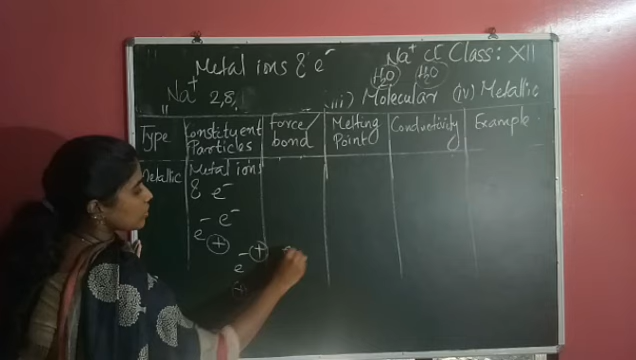 Metal ions & e⁻ Na⁺ Cl⁻ Class: XII
H₂O H₂O
Na⁺ 2,8,1 iii) Molecular (iv) Metallic
Type Constituent Particles Force/bond Melting Point Conductivity Example
Metallic Metal ions & e⁻
e⁻ e⁻
+
e⁻ +
+